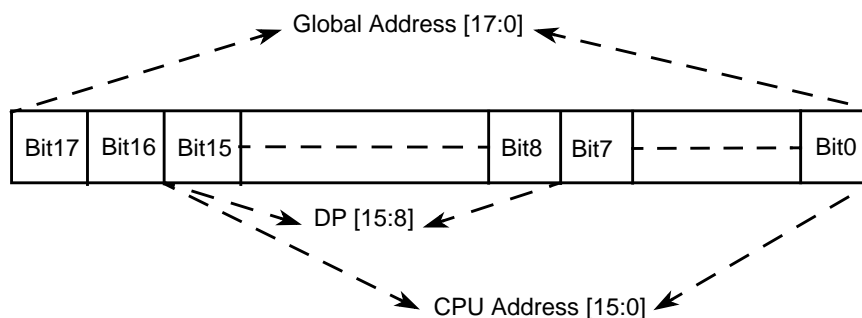 Global Address [17:0]
Bit17 Bit16 Bit15 Bit8 Bit7 Bit0
DP [15:8]
CPU Address [15:0]